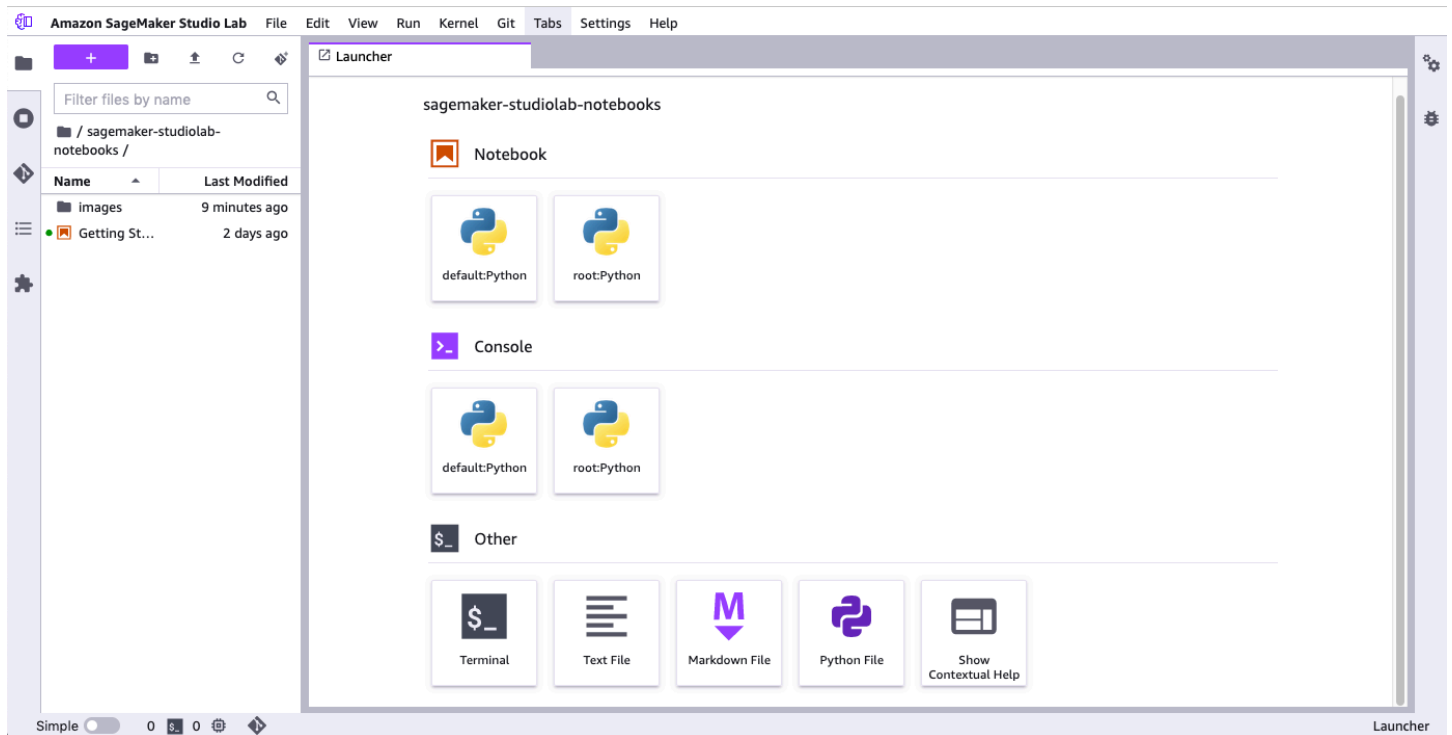 Amazon SageMaker Studio Lab File Edit View Run Kernel Git Tabs Settings Help
+
Filter files by name
/ sagemaker-studiolab-
notebooks /
Name Last Modified
images 9 minutes ago
Getting St... 2 days ago
Launcher
sagemaker-studiolab-notebooks
Notebook
default:Python root:Python
>_ Console
default:Python root:Python
$_ Other
$_ M
Terminal Text File Markdown File Python File Show
Contextual Help
Simple 0 $_ 0 Launcher